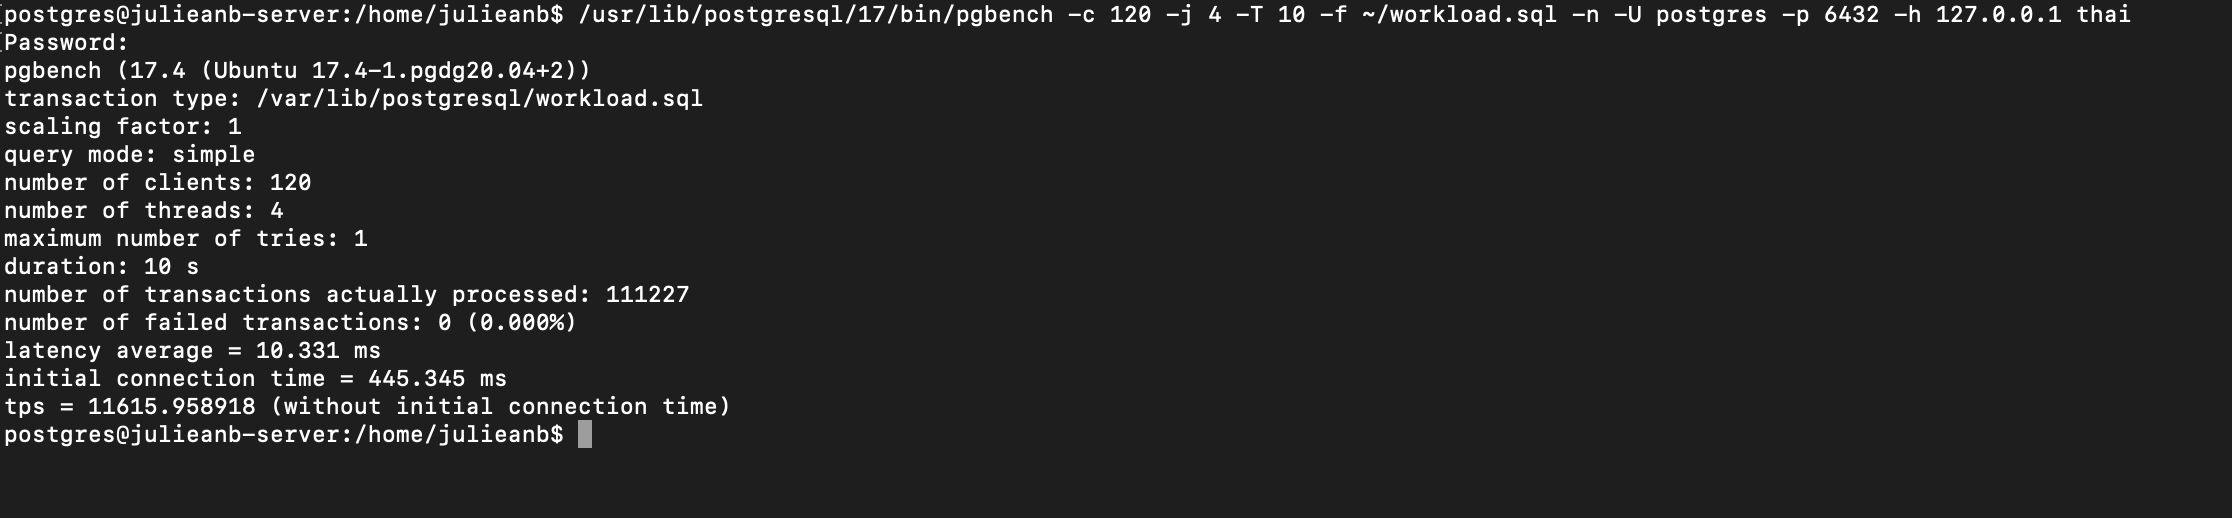 postgres@julieanb-server:/home/julieanb$ /usr/lib/postgresql/17/bin/pgbench -c 120 -j 4 -T 10 -f ~/workload.sql -n -U postgres -p 6432 -h 127.0.0.1 thai
Password:
pgbench (17.4 (Ubuntu 17.4-1.pgdg20.04+2))
transaction type: /var/lib/postgresql/workload.sql
scaling factor: 1
query mode: simple
number of clients: 120
number of threads: 4
maximum number of tries: 1
duration: 10 s
number of transactions actually processed: 111227
number of failed transactions: 0 (0.000%)
latency average = 10.331 ms
initial connection time = 445.345 ms
tps = 11615.958918 (without initial connection time)
postgres@julieanb-server:/home/julieanb$